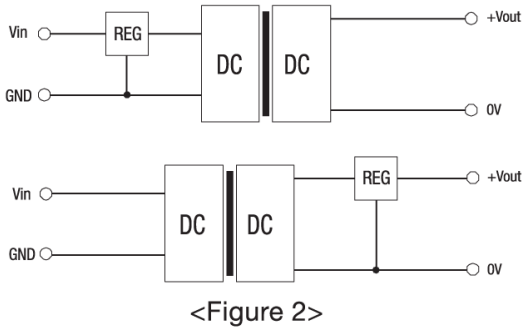 Vin REG DC DC +Vout
GND 0V
Vin DC DC REG +Vout
GND 0V
<Figure 2>